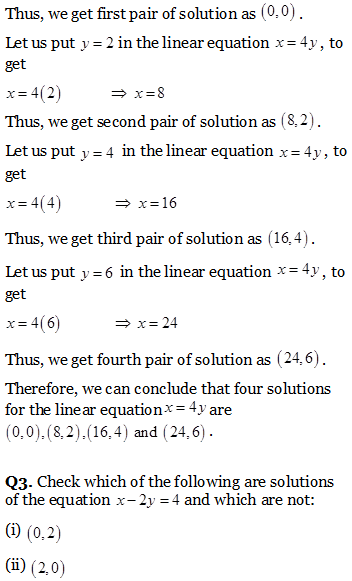 Thus, we get first pair of solution as (0,0).
Let us put y=2 in the linear equation x=4y, to
get
x=4(2) ⇒ x=8
Thus, we get second pair of solution as (8,2).
Let us put y=4 in the linear equation x=4y, to
get
x=4(4) ⇒ x=16
Thus, we get third pair of solution as (16,4).
Let us put y=6 in the linear equation x=4y, to
get
x=4(6) ⇒ x=24
Thus, we get fourth pair of solution as (24,6).
Therefore, we can conclude that four solutions
for the linear equation x=4y are
(0,0),(8,2),(16,4) and (24,6).
Q3. Check which of the following are solutions
of the equation x-2y=4 and which are not:
(i) (0,2)
(ii) (2,0)